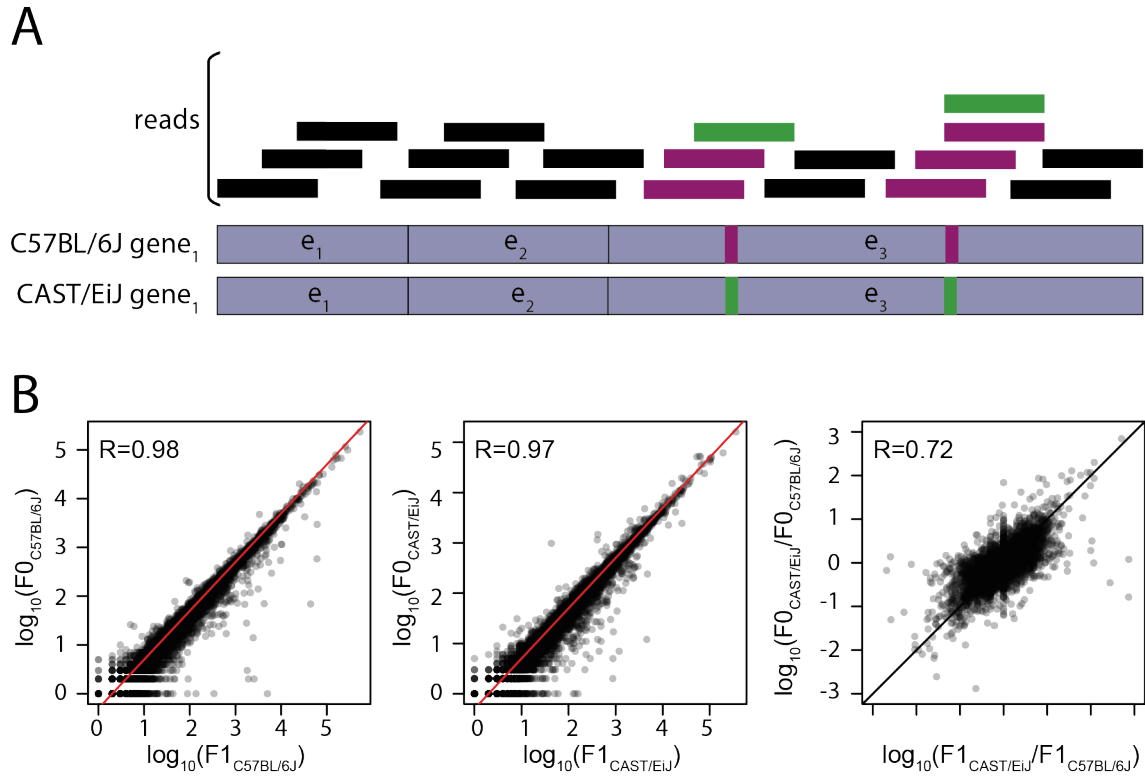 A
reads
C57BL/6J gene1 e1 e2 e3
CAST/EiJ gene1 e1 e2 e3
B
R=0.98
log10(F0C57BL/6J)
5
4
3
2
1
0
0 1 2 3 4 5
log10(F1C57BL/6J)
R=0.97
log10(F0CAST/EiJ)
5
4
3
2
1
0
0 1 2 3 4 5
log10(F1CAST/EiJ)
R=0.72
log10(F0CAST/EiJ/F0C57BL/6J)
3
2
1
0
-1
-2
-3
log10(F1CAST/EiJ/F1C57BL/6J)